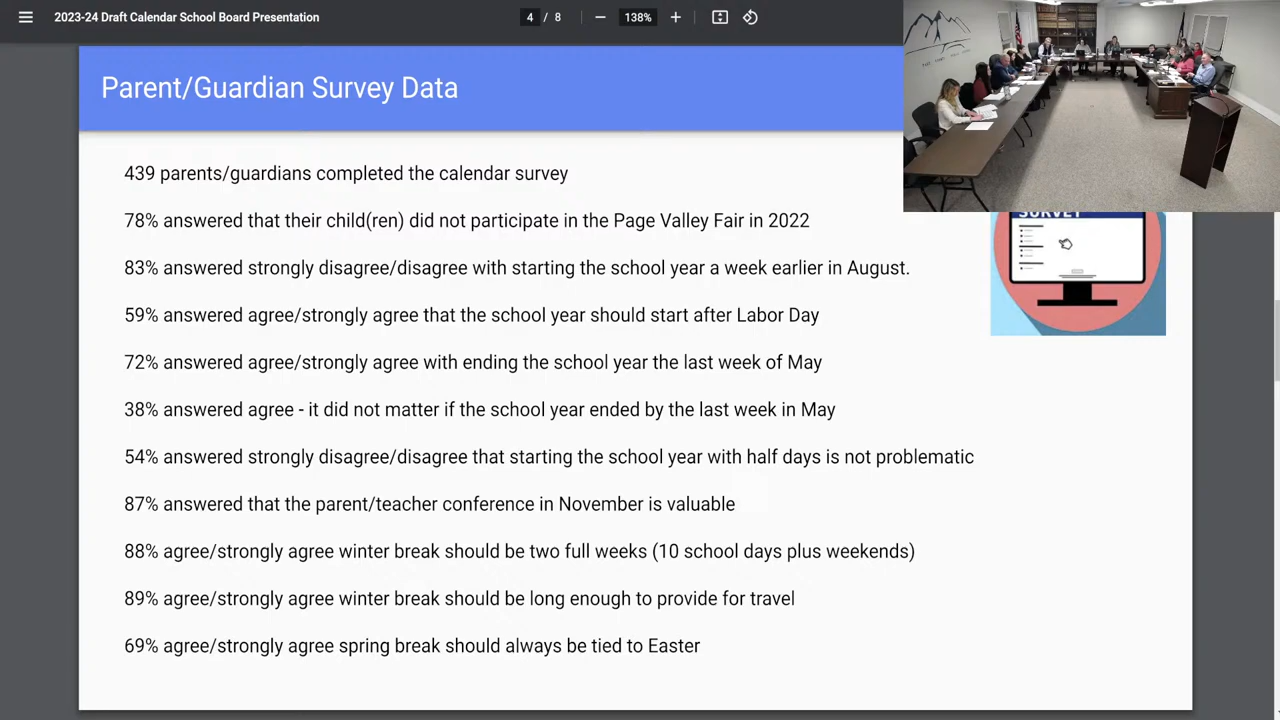 2023-24 Draft Calendar School Board Presentation
4 / 8
138%
Parent/Guardian Survey Data
439 parents/guardians completed the calendar survey
78% answered that their child(ren) did not participate in the Page Valley Fair in 2022
83% answered strongly disagree/disagree with starting the school year a week earlier in August.
59% answered agree/strongly agree that the school year should start after Labor Day
72% answered agree/strongly agree with ending the school year the last week of May
38% answered agree - it did not matter if the school year ended by the last week in May
54% answered strongly disagree/disagree that starting the school year with half days is not problematic
87% answered that the parent/teacher conference in November is valuable
88% agree/strongly agree winter break should be two full weeks (10 school days plus weekends)
89% agree/strongly agree winter break should be long enough to provide for travel
69% agree/strongly agree spring break should always be tied to Easter
SURVEY